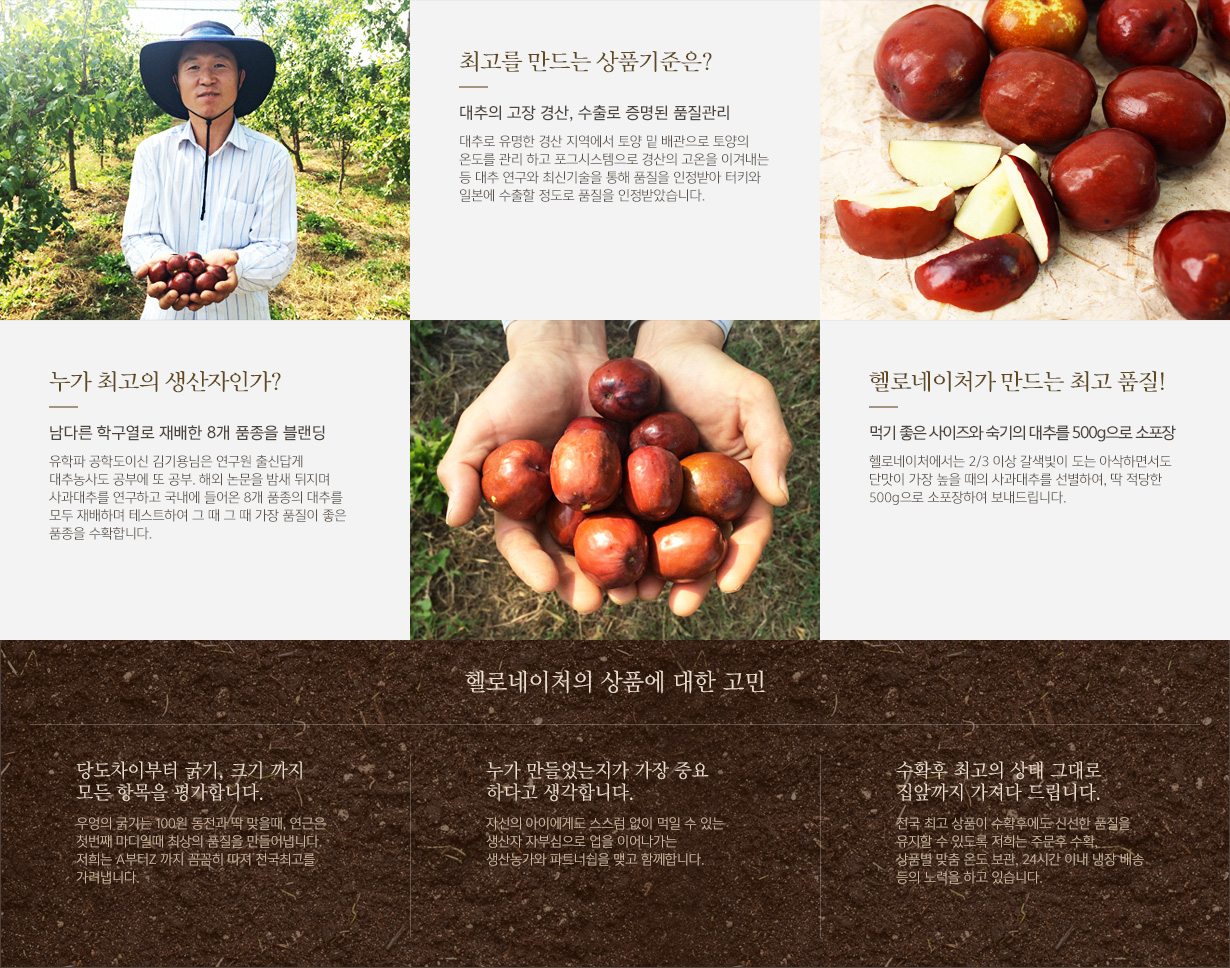 최고를 만드는 상품기준은?
대추의 고장 경산, 수출로 증명된 품질관리
대추로 유명한 경산 지역에서 토양 밑 배관으로 토양의
온도를 관리 하고 포그시스템으로 경산의 고온을 이겨내는
등 대추 연구와 최신기술을 통해 품질을 인정받아 터키와
일본에 수출할 정도로 품질을 인정받았습니다.
누가 최고의 생산자인가?
남다른 학구열로 재배한 8개 품종을 블랜딩
유학파 공학도이신 김기용님은 연구원 출신답게
대추농사도 공부에 또 공부. 해외 논문을 밤새 뒤지며
사과대추를 연구하고 국내에 들어온 8개 품종의 대추를
모두 재배하며 테스트하여 그 때 그 때 가장 품질이 좋은
품종을 수확합니다.
헬로네이처가 만드는 최고 품질!
먹기 좋은 사이즈와 숙기의 대추를 500g으로 소포장
헬로네이처에서는 2/3 이상 갈색빛이 도는 아삭하면서도
단맛이 가장 높을 때의 사과대추를 선별하여, 딱 적당한
500g으로 소포장하여 보내드립니다.
헬로네이처의 상품에 대한 고민
당도차이부터 굵기, 크기 까지
모든 항목을 평가합니다.
우엉의 굵기는 100원 동전과 딱 맞을때, 연근은
첫번째 마디일때 최상의 품질을 만들어냅니다.
저희는 A부터Z 까지 꼼꼼히 따져 전국최고를
가려냅니다.
누가 만들었는지가 가장 중요
하다고 생각합니다.
자신의 아이에게도 스스럼 없이 먹일 수 있는
생산자 자부심으로 업을 이어나가는
생산농가와 파트너쉽을 맺고 함께합니다.
수확후 최고의 상태 그대로
집앞까지 가져다 드립니다.
전국 최고 상품이 수확후에도 신선한 품질을
유지할 수 있도록 저희는 주문후 수확,
상품별 맞춤 온도 보관, 24시간 이내 냉장 배송
등의 노력을 하고 있습니다.